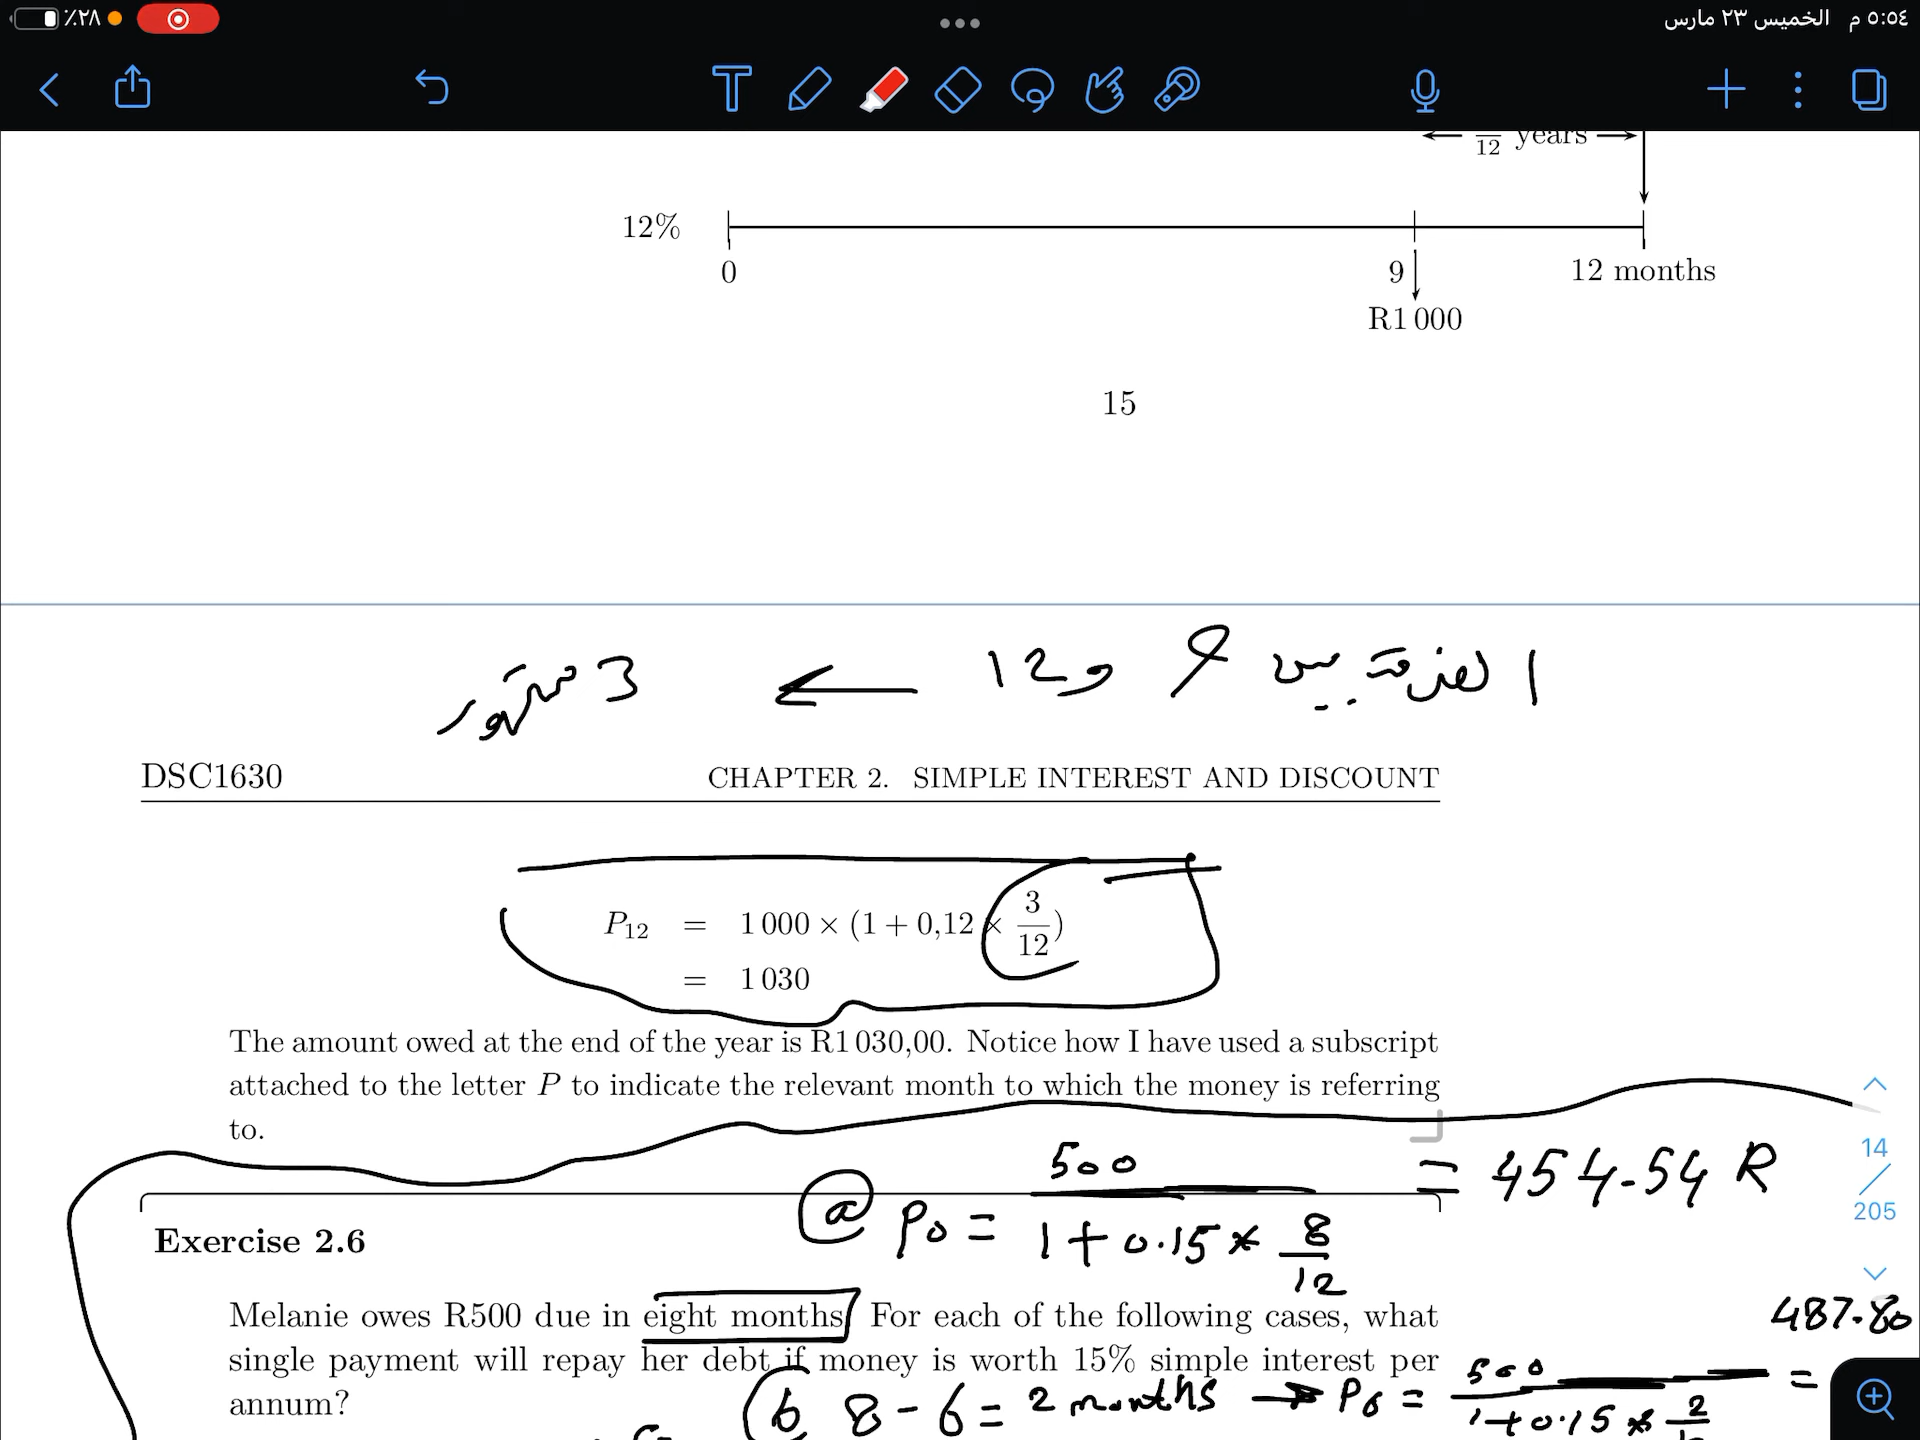 ٪٢٨
٥:٥٤ م الخميس ٢٣ مارس
12 years
12%
0
9
12 months
R1 000
15
الفرق بين 9 و 12 ← 3 شهور
DSC1630
CHAPTER 2. SIMPLE INTEREST AND DISCOUNT
P12 = 1 000 × (1 + 0,12 × 3/12)
= 1 030
The amount owed at the end of the year is R1 030,00. Notice how I have used a subscript
attached to the letter P to indicate the relevant month to which the money is referring
to.
ⓐ P0 = 500 / (1 + 0.15 * 8/12) = 454.54 R
14
205
Exercise 2.6
Melanie owes R500 due in eight months. For each of the following cases, what
single payment will repay her debt if money is worth 15% simple interest per
annum?
b 8 - 6 = 2 months → P6 = 500 / (1 + 0.15 * 2/ = 487.80